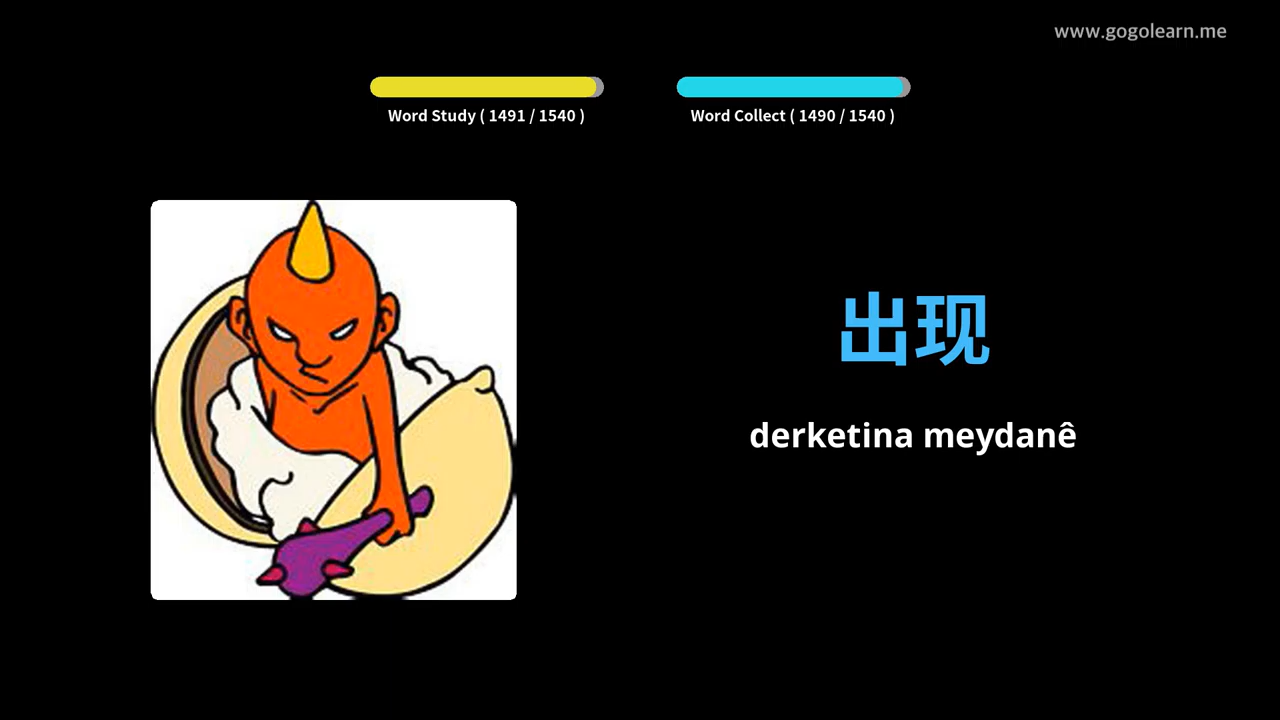 www.gogolearn.me
Word Study ( 1491 / 1540 )
Word Collect ( 1490 / 1540 )
出现
derketina meydanê